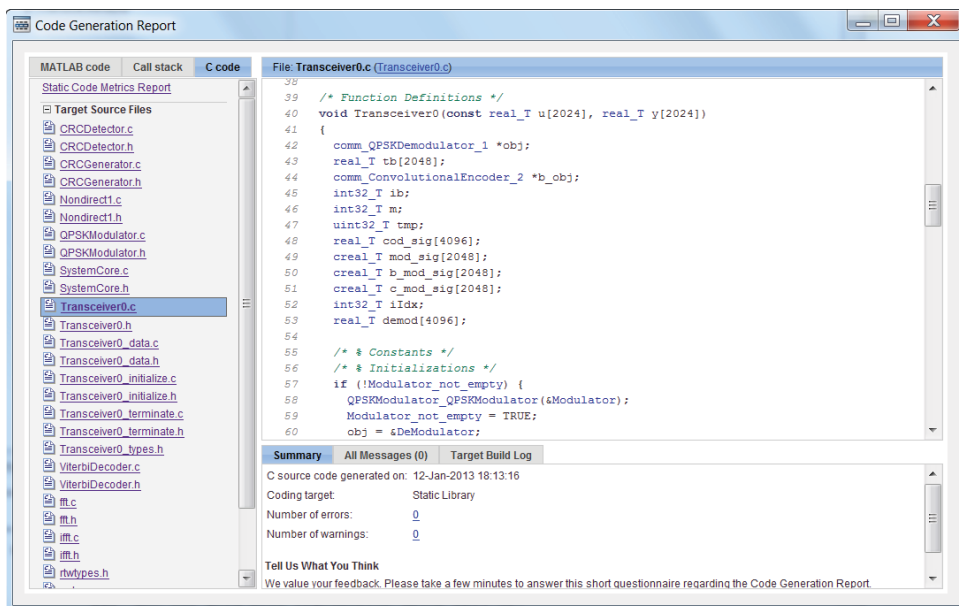 Code Generation Report
MATLAB code Call stack C code
Static Code Metrics Report
Target Source Files
CRCDetector.c
CRCDetector.h
CRCGenerator.c
CRCGenerator.h
Nondirect1.c
Nondirect1.h
QPSKModulator.c
QPSKModulator.h
SystemCore.c
SystemCore.h
Transceiver0.c
Transceiver0.h
Transceiver0_data.c
Transceiver0_data.h
Transceiver0_initialize.c
Transceiver0_initialize.h
Transceiver0_terminate.c
Transceiver0_terminate.h
Transceiver0_types.h
ViterbiDecoder.c
ViterbiDecoder.h
fft.c
fft.h
ifft.c
ifft.h
rtwtypes.h
File: Transceiver0.c (Transceiver0.c)
38
39 /* Function Definitions */
40 void Transceiver0(const real_T u[2024], real_T y[2024])
41 {
42 comm_QPSKDemodulator_1 *obj;
43 real_T tb[2048];
44 comm_ConvolutionalEncoder_2 *b_obj;
45 int32_T ib;
46 int32_T m;
47 uint32_T tmp;
48 real_T cod_sig[4096];
49 creal_T mod_sig[2048];
50 creal_T b_mod_sig[2048];
51 creal_T c_mod_sig[2048];
52 int32_T iIdx;
53 real_T demod[4096];
54
55 /* % Constants */
56 /* % Initializations */
57 if (!Modulator_not_empty) {
58 QPSKModulator_QPSKModulator(&Modulator);
59 Modulator_not_empty = TRUE;
60 obj = &DeModulator;
Summary All Messages (0) Target Build Log
C source code generated on: 12-Jan-2013 18:13:16
Coding target: Static Library
Number of errors: 0
Number of warnings: 0
Tell Us What You Think
We value your feedback. Please take a few minutes to answer this short questionnaire regarding the Code Generation Report.